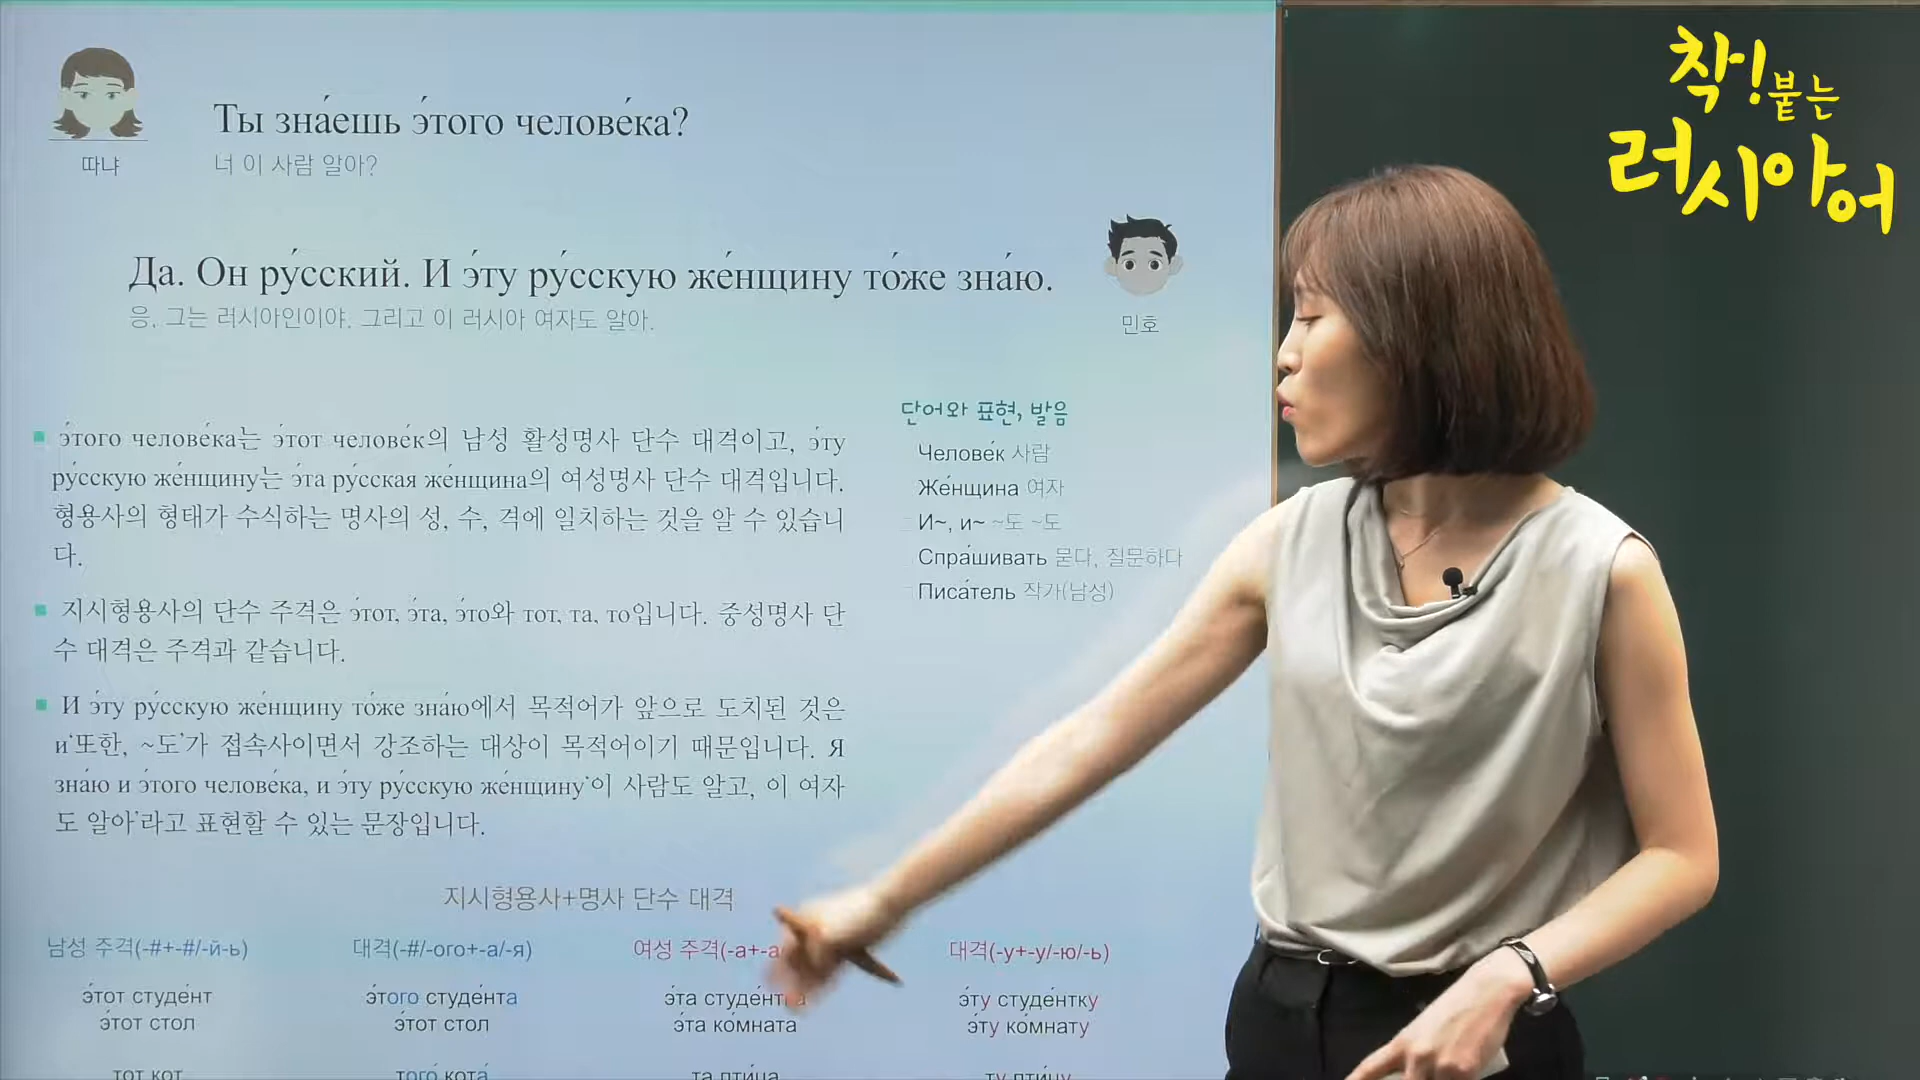 착! 붙는
러시아어
따냐
Ты зна́ешь э́того челове́ка?
너 이 사람 알아?
Да. Он ру́сский. И э́ту ру́сскую же́нщину то́же зна́ю.
응, 그는 러시아인이야. 그리고 이 러시아 여자도 알아.
민호
э́того челове́ка는 э́тот челове́к의 남성 활성명사 단수 대격이고, э́ту
ру́сскую же́нщину는 э́та ру́сская же́нщина의 여성명사 단수 대격입니다.
형용사의 형태가 수식하는 명사의 성, 수, 격에 일치하는 것을 알 수 있습니
다.
지시형용사의 단수 주격은 э́тот, э́та, э́то와 тот, та, то입니다. 중성명사 단
수 대격은 주격과 같습니다.
И э́ту ру́сскую же́нщину то́же зна́ю에서 목적어가 앞으로 도치된 것은
и‘또한, ~도’가 접속사이면서 강조하는 대상이 목적어이기 때문입니다. Я
зна́ю и э́того челове́ка, и э́ту ру́сскую же́нщину‘이 사람도 알고, 이 여자
도 알아’라고 표현할 수 있는 문장입니다.
단어와 표현, 발음
Челове́к 사람
Же́нщина 여자
И~, и~ ~도 ~도
Спра́шивать 묻다, 질문하다
Писа́тель 작가(남성)
지시형용사+명사 단수 대격
남성 주격(-#+-#/-й-ь) 대격(-#/-ого+-а/-я) 여성 주격(-а+-а 대격(-у+-у/-ю/-ь)
э́тот студе́нт э́того студе́нта э́та студе́нт э́ту студе́нтку
э́тот стол э́тот стол э́та ко́мната э́ту ко́мнату
тот кот того́ кота́ та пти́ца ту пти́цу